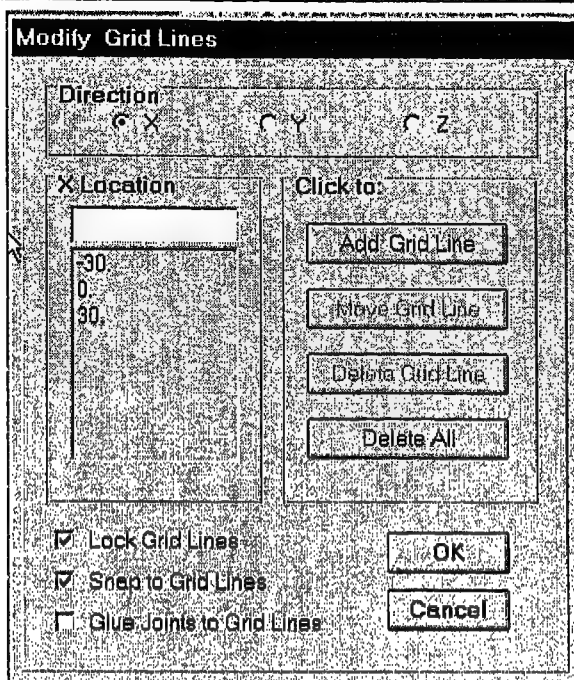 Modify Grid Lines
Direction
X Y Z
X Location
-30
0.
30.
Click to:
Add Grid Line
Move Grid Line
Delete Grid Line
Delete All
Lock Grid Lines
Snap to Grid Lines
Glue Joints to Grid Lines
OK
Cancel